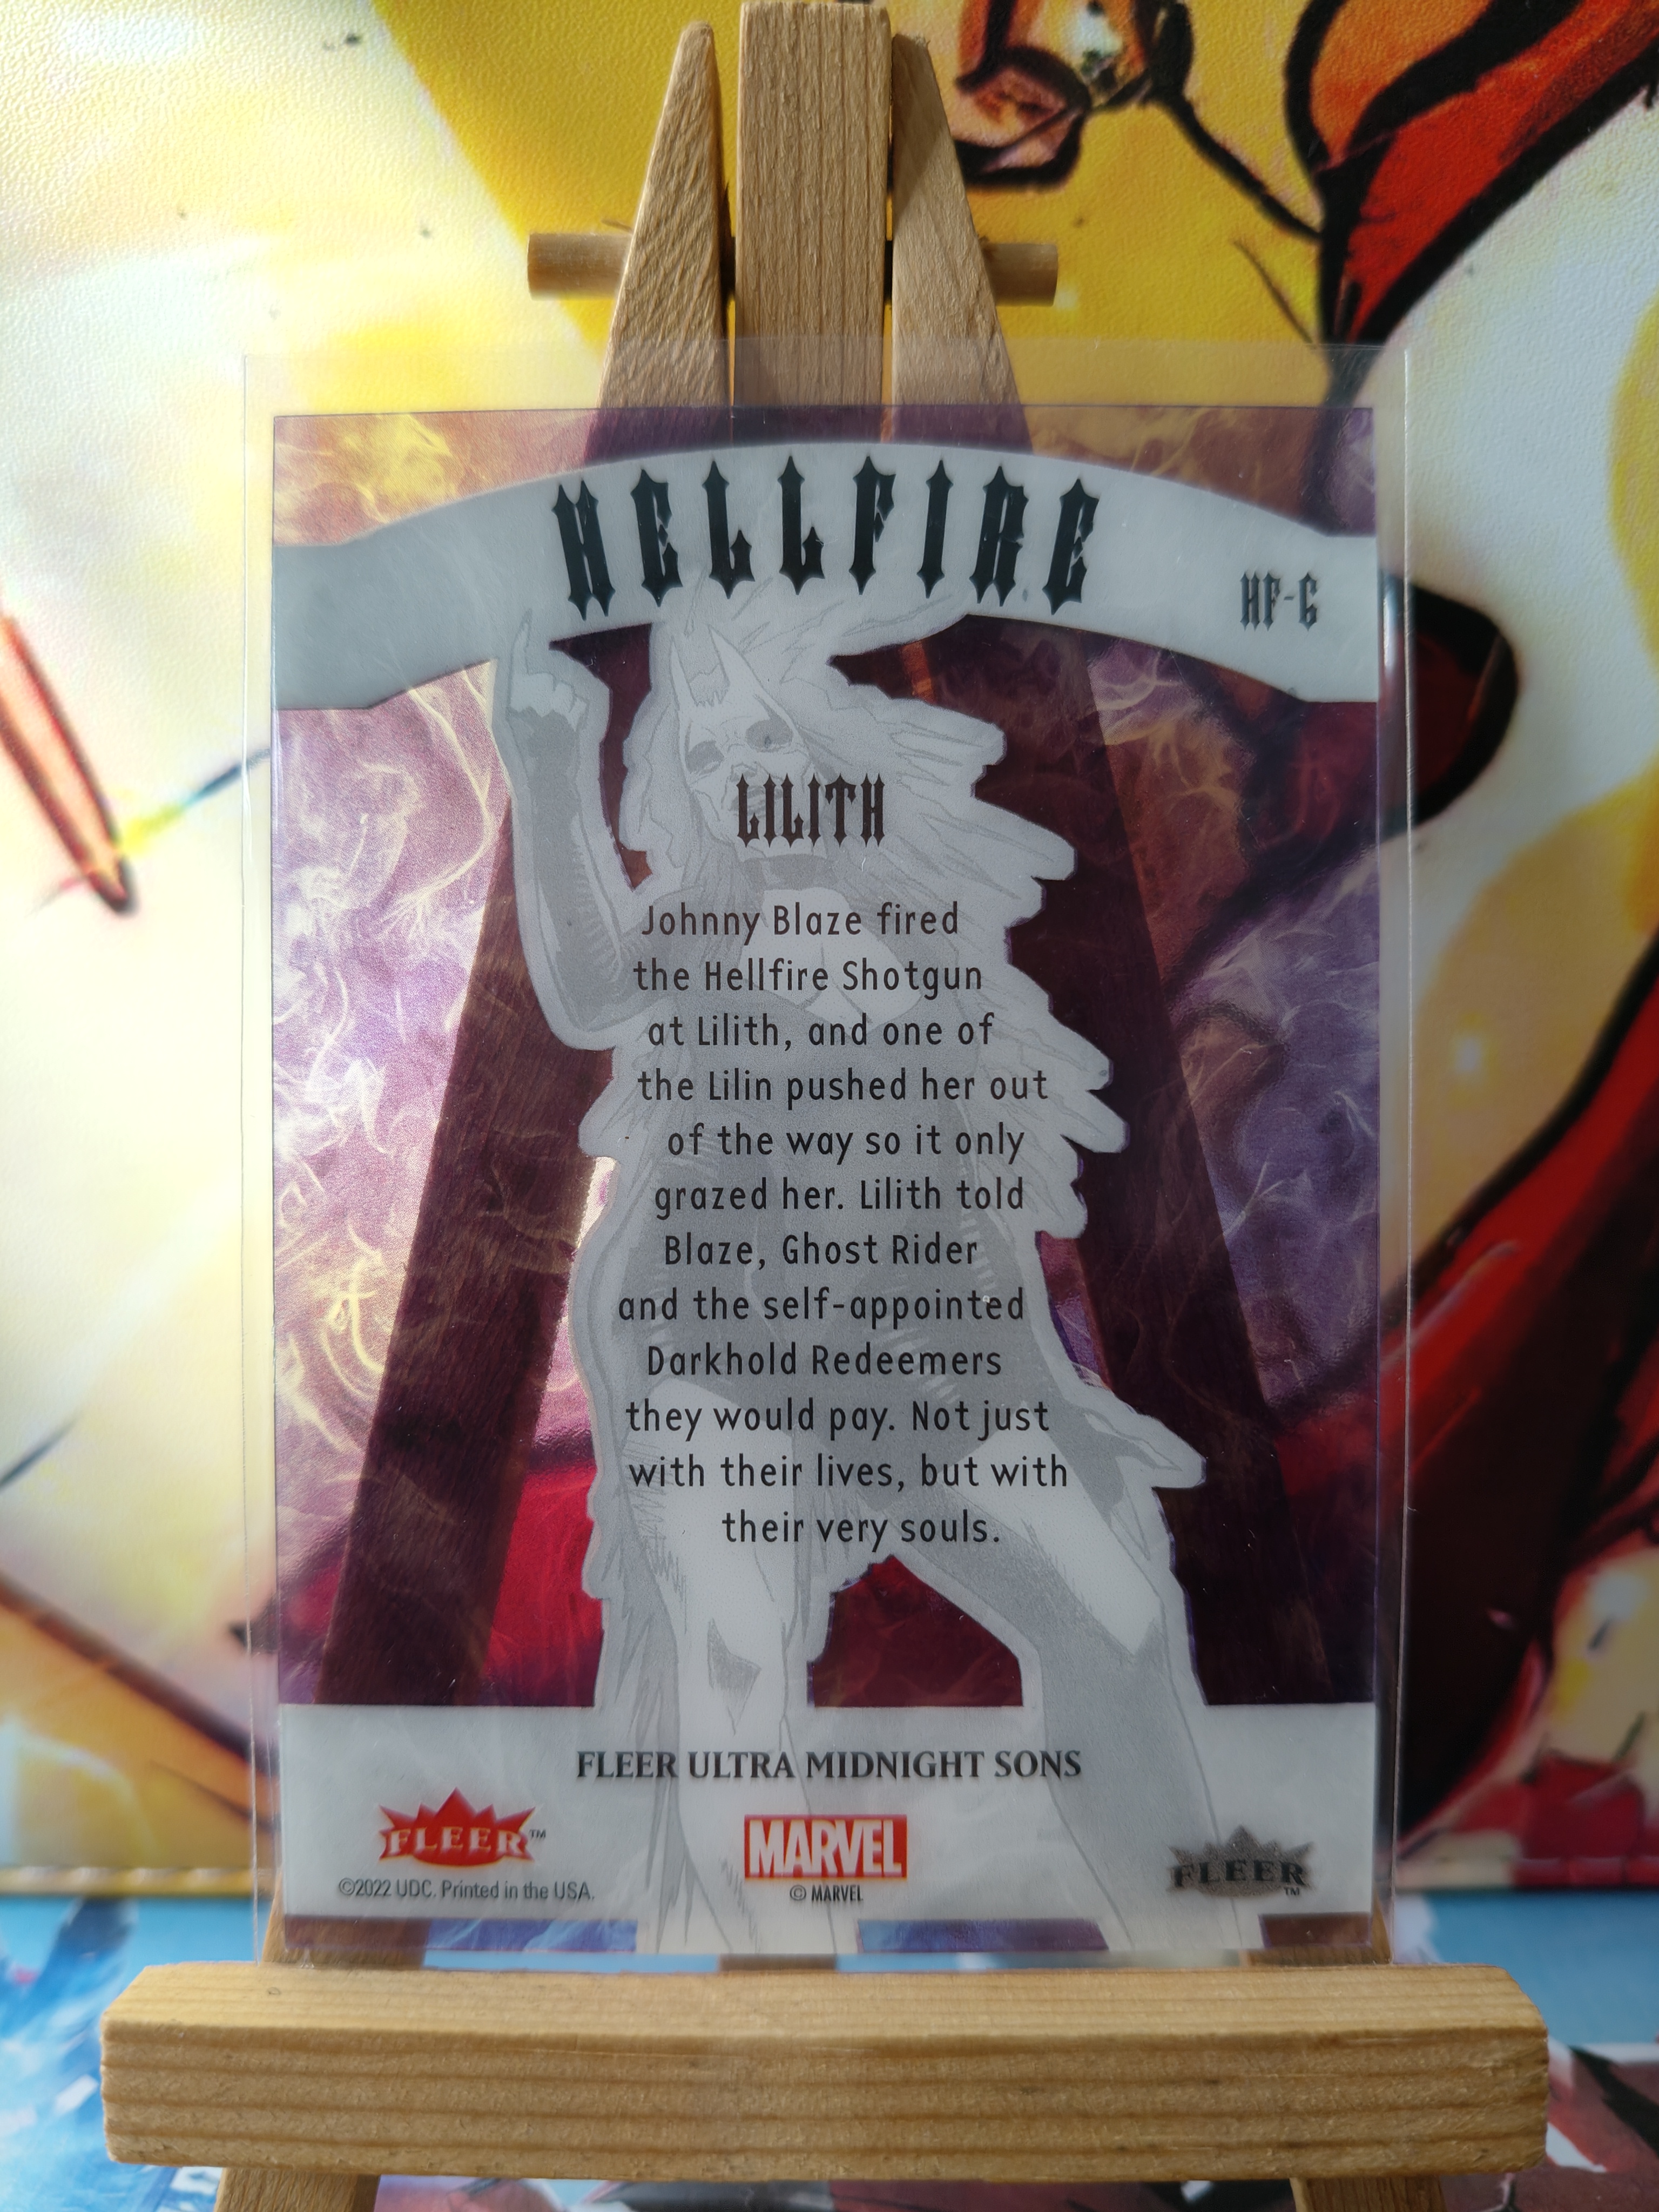 HELLFIRE
HF-6
LILITH
Johnny Blaze fired
the Hellfire Shotgun
at Lilith, and one of
the Lilin pushed her out
of the way so it only
grazed her. Lilith told
Blaze, Ghost Rider
and the self-appointed
Darkhold Redeemers
they would pay. Not just
with their lives, but with
their very souls.
FLEER ULTRA MIDNIGHT SONS
FLEER™
MARVEL
FLEER™
©2022 UDC. Printed in the USA.
© MARVEL